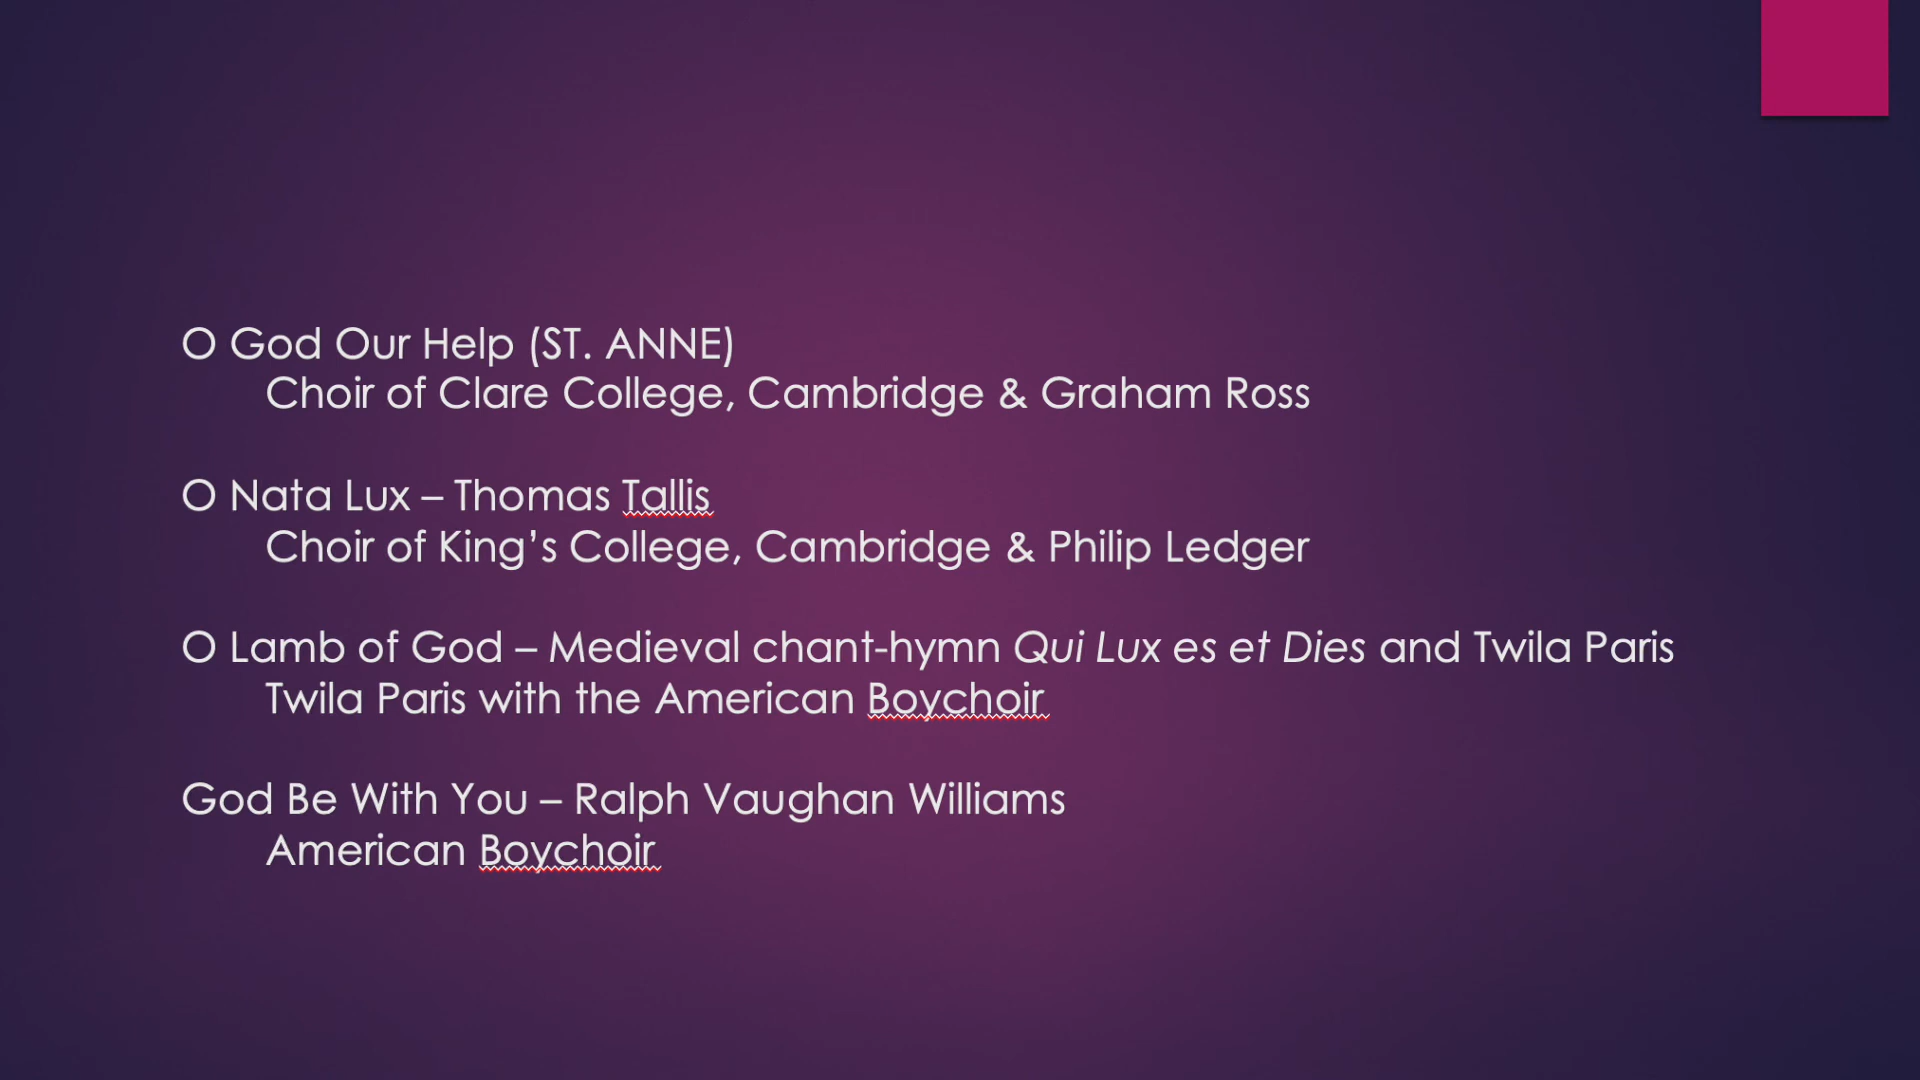 O God Our Help (ST. ANNE)
Choir of Clare College, Cambridge & Graham Ross
O Nata Lux – Thomas Tallis
Choir of King’s College, Cambridge & Philip Ledger
O Lamb of God – Medieval chant-hymn Qui Lux es et Dies and Twila Paris
Twila Paris with the American Boychoir
God Be With You – Ralph Vaughan Williams
American Boychoir